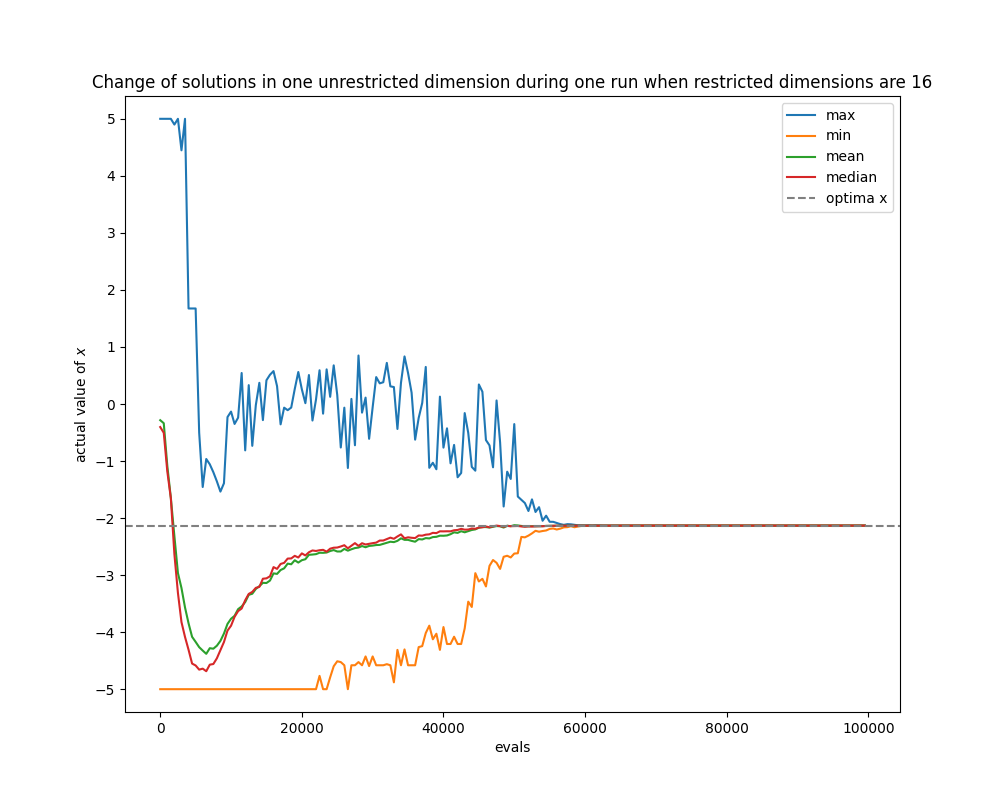 Change of solutions in one unrestricted dimension during one run when restricted dimensions are 16
max
min
mean
median
optima x
5
4
3
2
1
0
−1
−2
−3
−4
−5
actual value of x
0 20000 40000 60000 80000 100000
evals